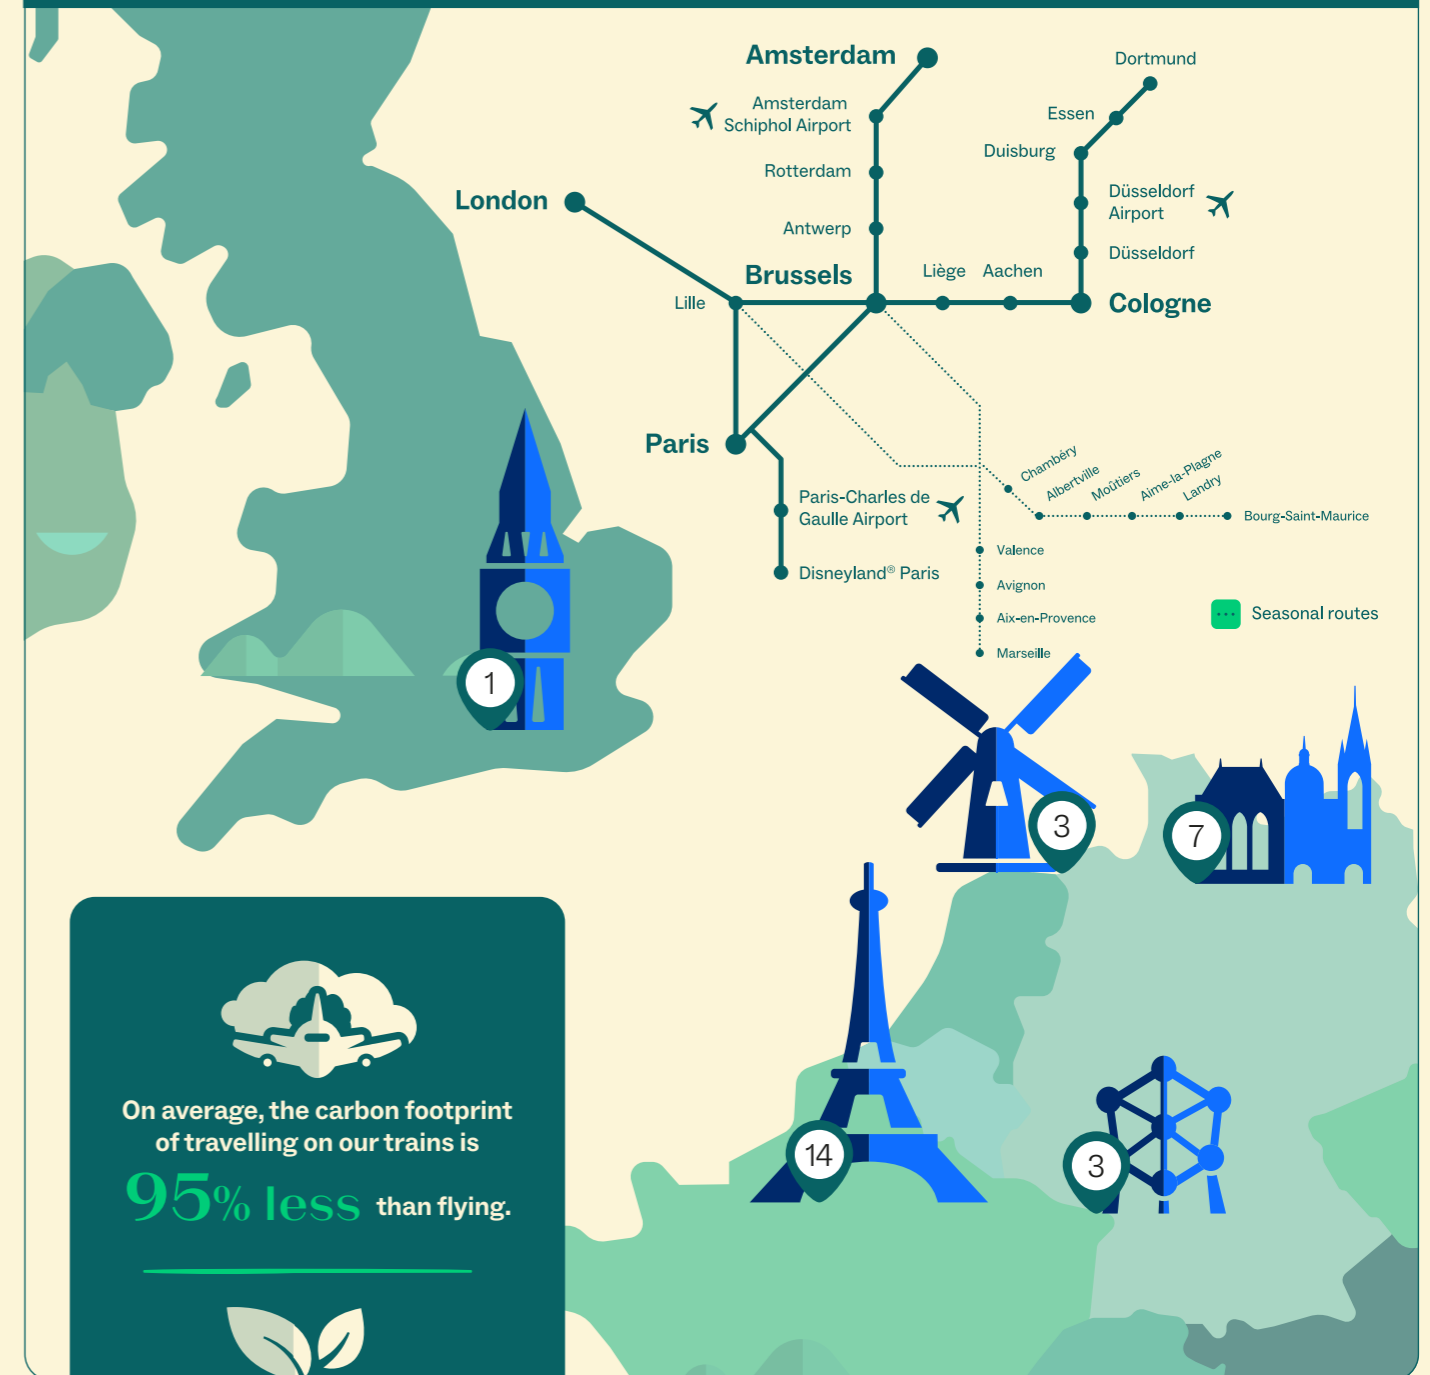 Amsterdam
Amsterdam
Schiphol Airport
Rotterdam
Antwerp
Brussels
London
Lille
Paris
Paris-Charles de
Gaulle Airport
Disneyland® Paris
Liège
Aachen
Cologne
Düsseldorf
Düsseldorf
Airport
Duisburg
Essen
Dortmund
Chambéry
Albertville
Moûtiers
Aime-la-Plagne
Landry
Bourg-Saint-Maurice
Valence
Avignon
Aix-en-Provence
Marseille
Seasonal routes
1
3
7
14
3
On average, the carbon footprint
of travelling on our trains is
95% less than flying.